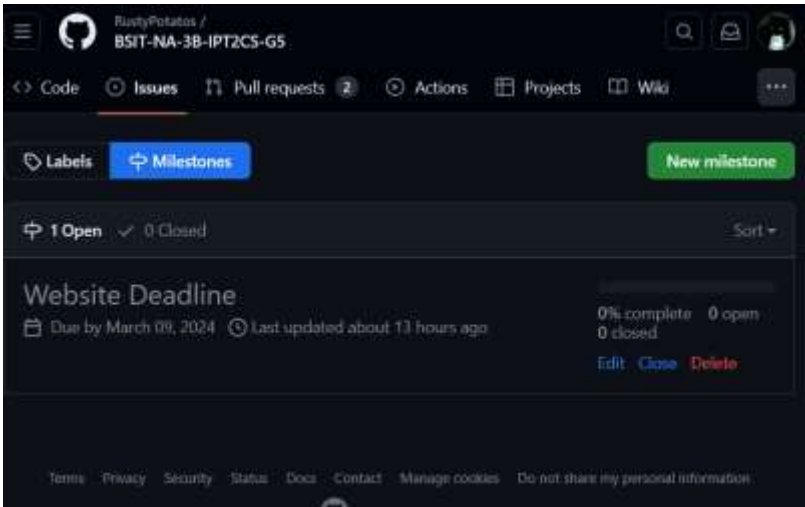 RustyPotatos /
BSIT-NA-3B-IPT2CS-G5
Code Issues Pull requests 2 Actions Projects Wiki
Labels Milestones New milestone
1 Open 0 Closed Sort
Website Deadline
Due by March 09, 2024 Last updated about 13 hours ago
0% complete 0 open
0 closed
Edit Close Delete
Terms Privacy Security Status Docs Contact Manage cookies Do not share my personal information